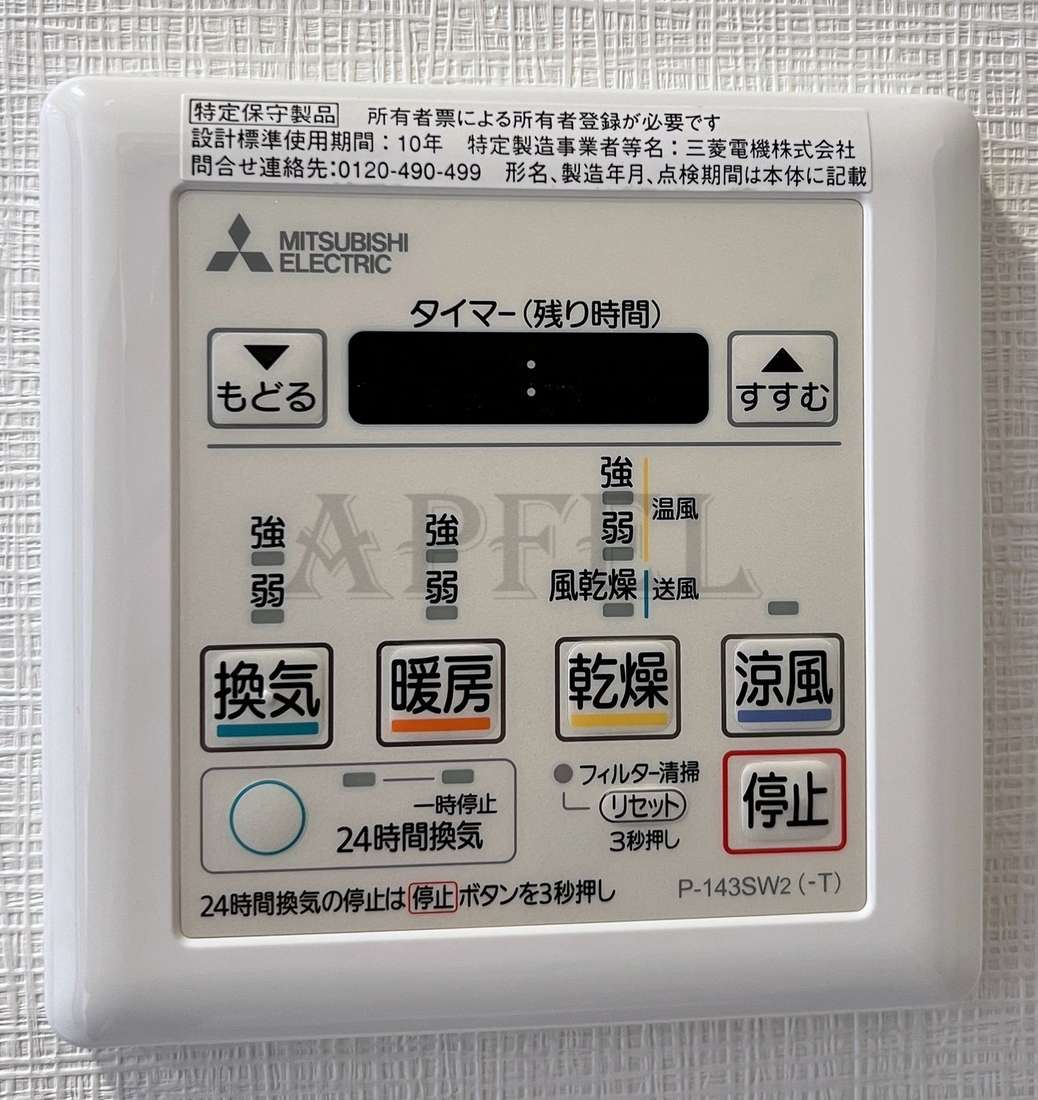 特定保守製品 所有者票による所有者登録が必要です
設計標準使用期間：10年 特定製造事業者等名：三菱電機株式会社
問合せ連絡先:0120-490-499 形名、製造年月、点検期間は本体に記載
MITSUBISHI
ELECTRIC
タイマー(残り時間)
▼
もどる
:
▲
すすむ
強
弱
強
弱
強
弱
温風
風乾燥
送風
APFEL
換気
暖房
乾燥
涼風
一時停止
24時間換気
フィルター清掃
リセット
3秒押し
停止
24時間換気の停止は 停止 ボタンを3秒押し
P-143SW2 (-T)